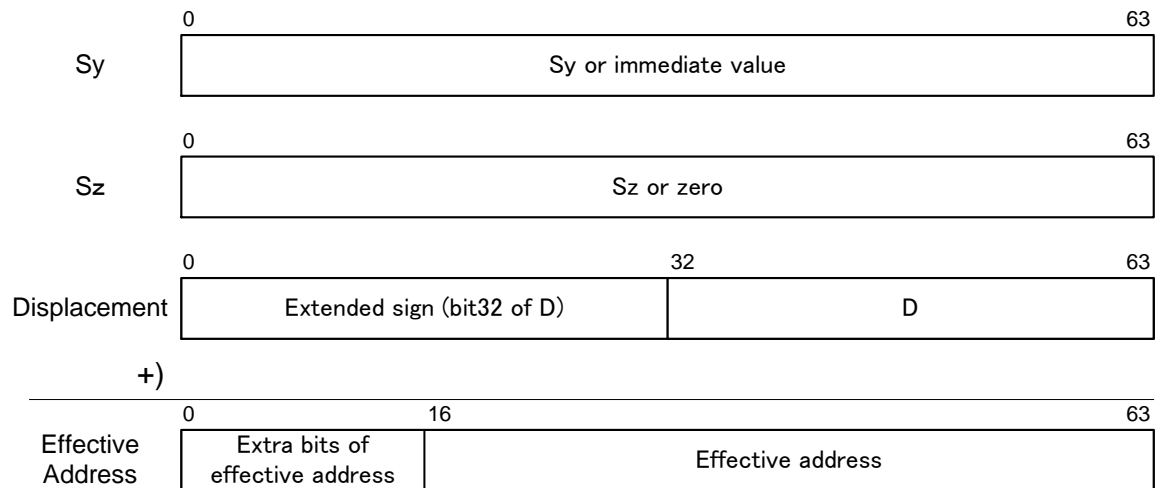 0 63
Sy Sy or immediate value
0 63
Sz Sz or zero
0 32 63
Displacement Extended sign (bit32 of D) D
+)
0 16 63
Effective Address Extra bits of effective address Effective address